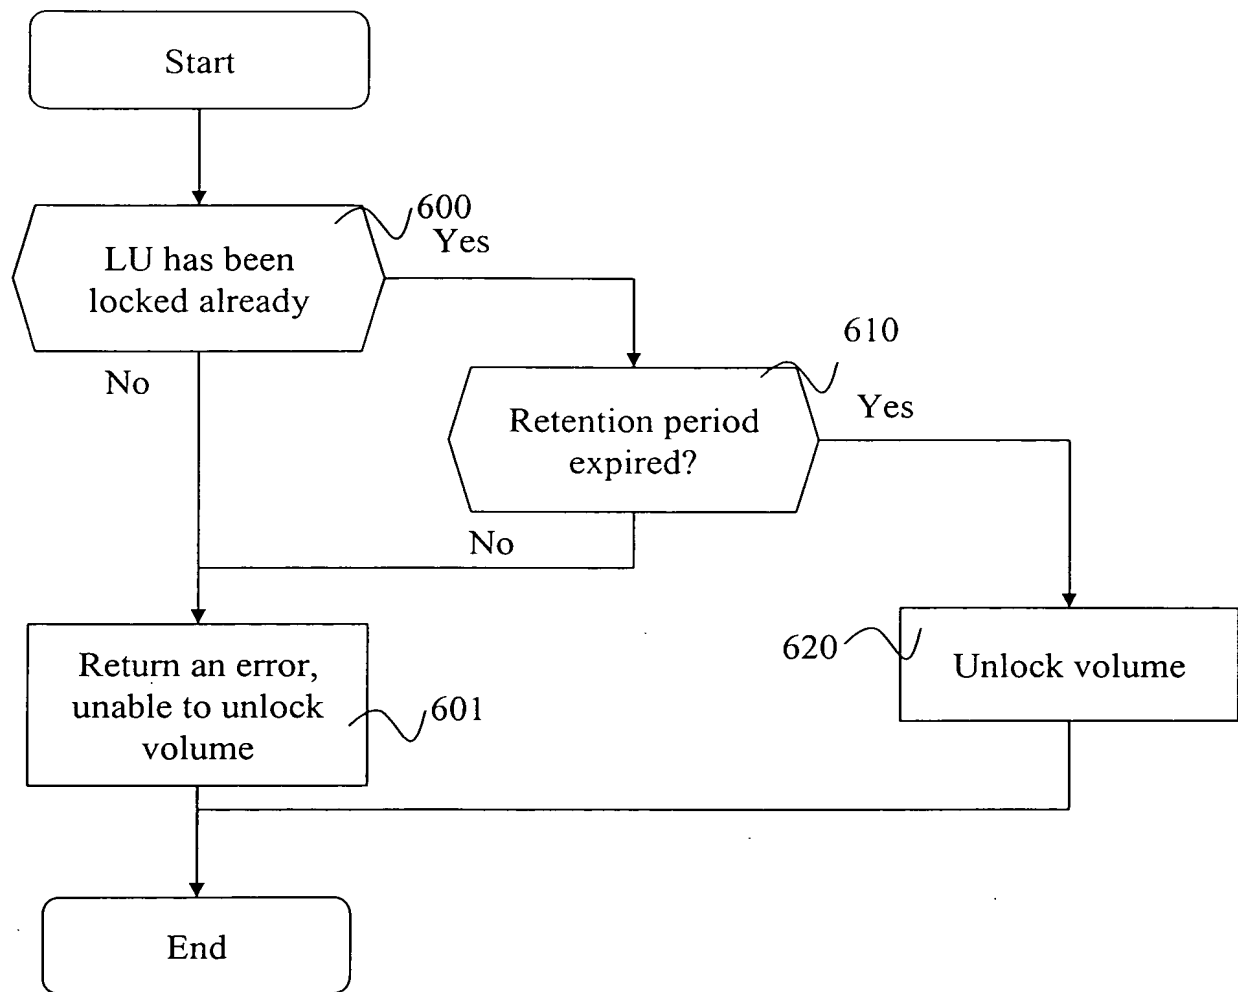 Start
600
Yes
LU has been
locked already
610
No
Yes
Retention period
expired?
No
Return an error,
unable to unlock
volume
601
620
Unlock volume
End